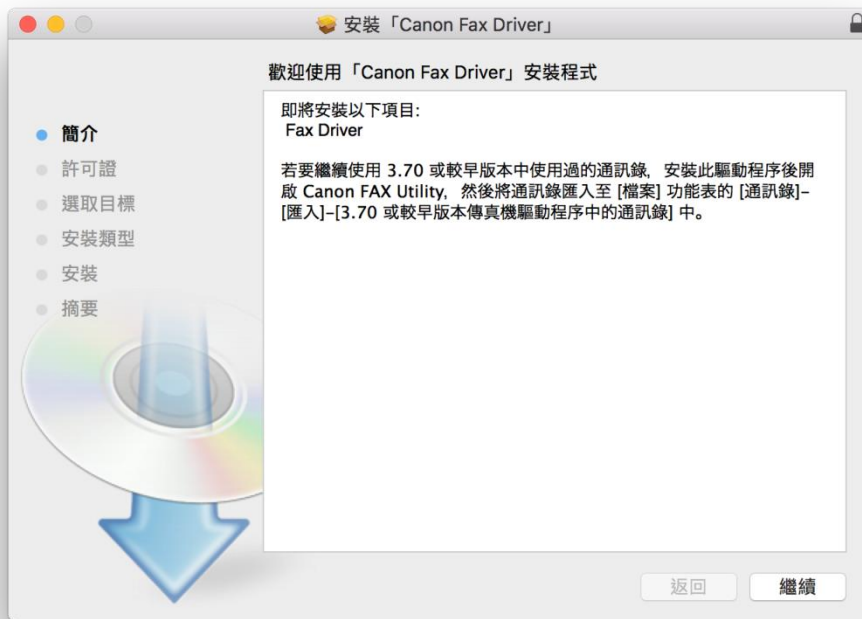 安裝「Canon Fax Driver」
歡迎使用「Canon Fax Driver」安裝程式
簡介
許可證
選取目標
安裝類型
安裝
摘要
即將安裝以下項目:
Fax Driver
若要繼續使用 3.70 或較早版本中使用過的通訊錄，安裝此驅動程序後開
啟 Canon FAX Utility，然後將通訊錄匯入至 [檔案] 功能表的 [通訊錄]–
[匯入]–[3.70 或較早版本傳真機驅動程序中的通訊錄] 中。
返回
繼續